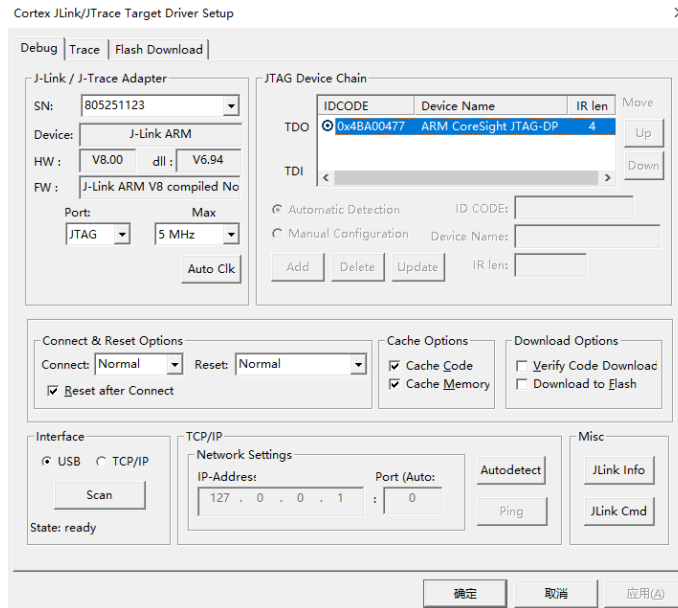 Cortex JLink/JTrace Target Driver Setup
Debug Trace Flash Download
J-Link / J-Trace Adapter
SN: 805251123
Device: J-Link ARM
HW : V8.00 dll : V6.94
FW : J-Link ARM V8 compiled No
Port: Max
JTAG 5 MHz
Auto Clk
JTAG Device Chain
IDCODE Device Name IR len Move
TDO 0x4BA00477 ARM CoreSight JTAG-DP 4 Up
TDI Down
Automatic Detection ID CODE:
Manual Configuration Device Name:
Add Delete Update IR len:
Connect & Reset Options
Connect: Normal Reset: Normal
Reset after Connect
Cache Options
Cache Code
Cache Memory
Download Options
Verify Code Download
Download to Flash
Interface
USB TCP/IP
Scan
State: ready
TCP/IP
Network Settings
IP-Address: Port (Auto:
127 . 0 . 0 . 1 : 0
Autodetect
Ping
Misc
JLink Info
JLink Cmd
确定 取消 应用(A)